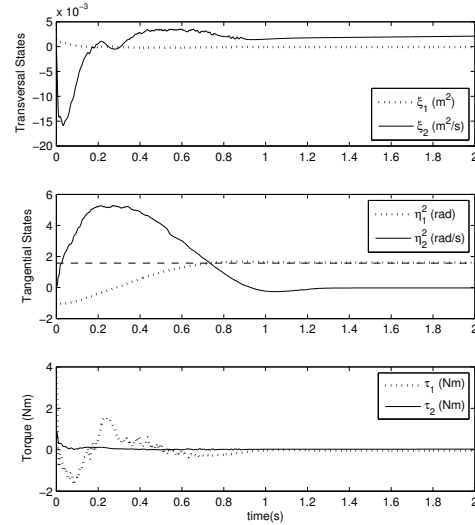 x 10⁻³
5
0
−5
−10
−15
−20
Transversal States
ξ₁ (m²)
ξ₂ (m²/s)
0 0.2 0.4 0.6 0.8 1 1.2 1.4 1.6 1.8 2
6
4
2
0
−2
Tangential States
η₁² (rad)
η₂² (rad/s)
0 0.2 0.4 0.6 0.8 1 1.2 1.4 1.6 1.8 2
4
2
0
−2
Torque (Nm)
τ₁ (Nm)
τ₂ (Nm)
0 0.2 0.4 0.6 0.8 1 1.2 1.4 1.6 1.8 2
time(s)